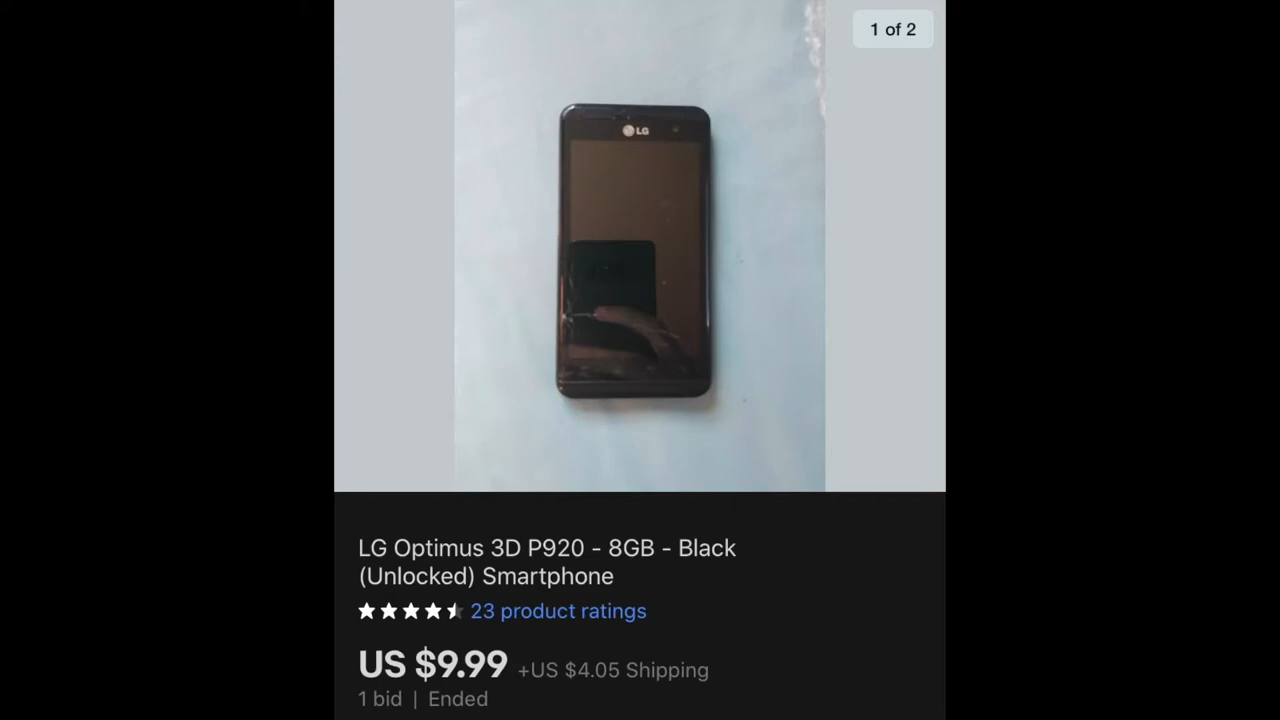 1 of 2
LG
LG Optimus 3D P920 - 8GB - Black
(Unlocked) Smartphone
23 product ratings
US $9.99 +US $4.05 Shipping
1 bid | Ended